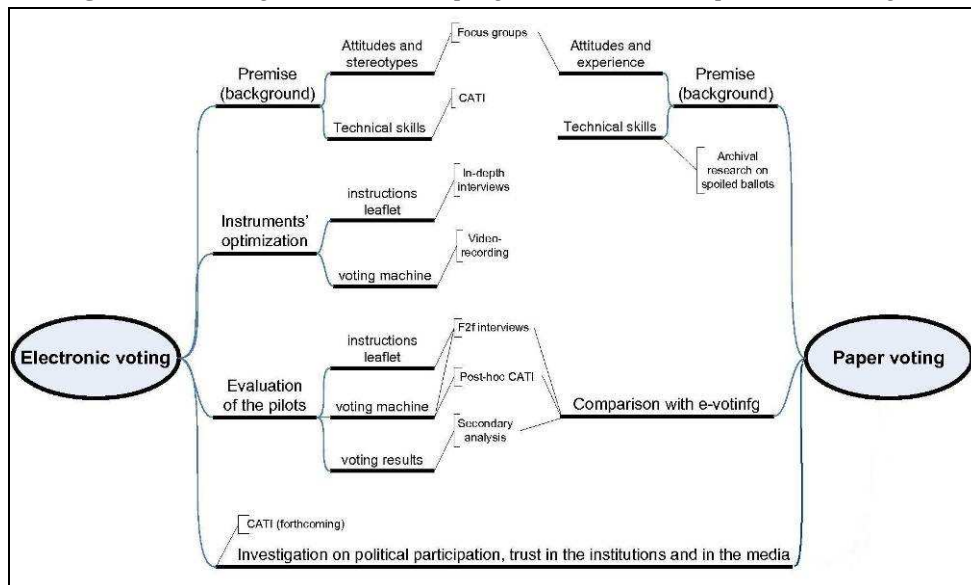 Focus groups
Attitudes and
stereotypes
Attitudes and
experience
Premise
(background)
Premise
(background)
CATI
Technical skills
Technical skills
Archival
research on
spoiled ballots
In-depth
interviews
instructions
leaflet
Instruments'
optimization
Video-
recording
voting machine
Electronic voting
Paper voting
F2f interviews
instructions
leaflet
Post-hoc CATI
Evaluation
of the pilots
voting machine
Comparison with e-votinfg
Secondary
analysis
voting results
CATI (forthcoming)
Investigation on political participation, trust in the institutions and in the media